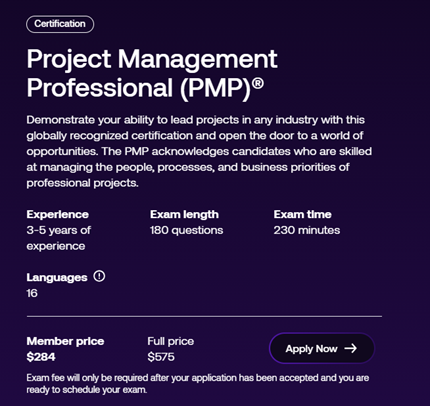 Certification
Project Management
Professional (PMP)®
Demonstrate your ability to lead projects in any industry with this
globally recognized certification and open the door to a world of
opportunities. The PMP acknowledges candidates who are skilled
at managing the people, processes, and business priorities of
professional projects.
Experience
3-5 years of
experience
Exam length
180 questions
Exam time
230 minutes
Languages
16
Member price
$284
Full price
$575
Apply Now →
Exam fee will only be required after your application has been accepted and you are
ready to schedule your exam.